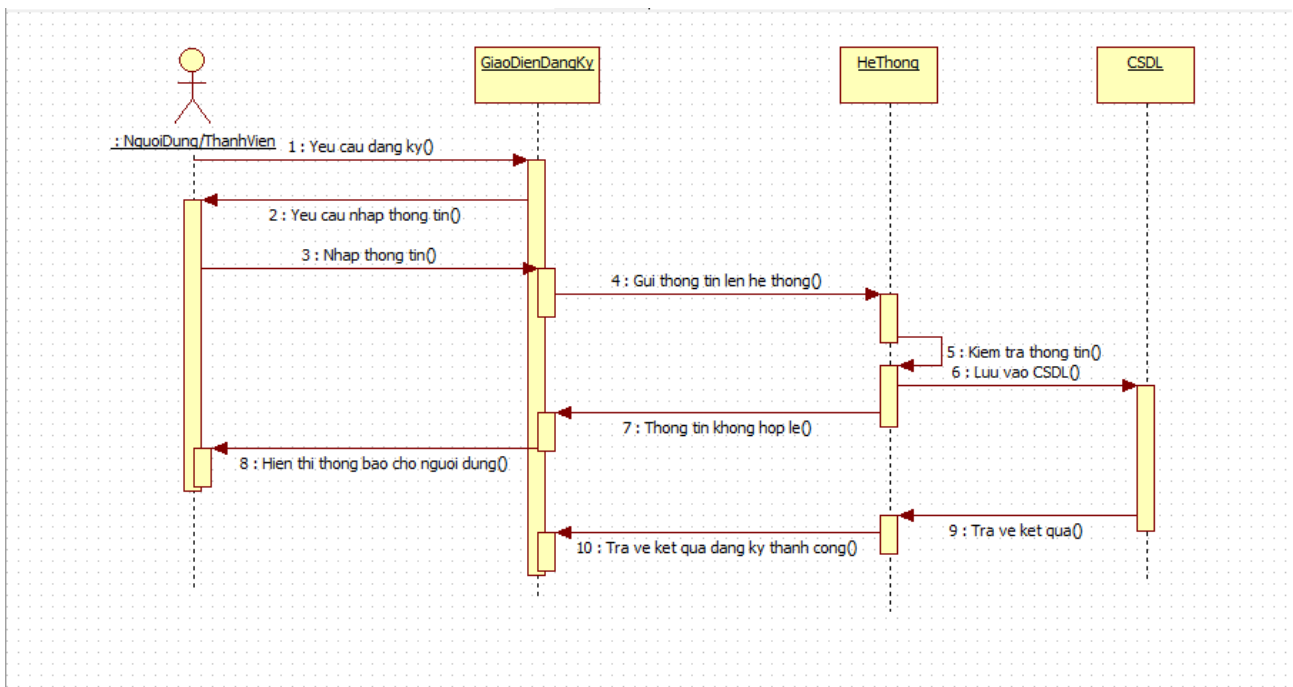 GiaoDienDangKy
HeThong
CSDL
: NguoiDung/ThanhVien
1 : Yeu cau dang ky()
2 : Yeu cau nhap thong tin()
3 : Nhap thong tin()
4 : Gui thong tin len he thong()
5 : Kiem tra thong tin()
6 : Luu vao CSDL()
7 : Thong tin khong hop le()
8 : Hien thi thong bao cho nguoi dung()
9 : Tra ve ket qua()
10 : Tra ve ket qua dang ky thanh cong()